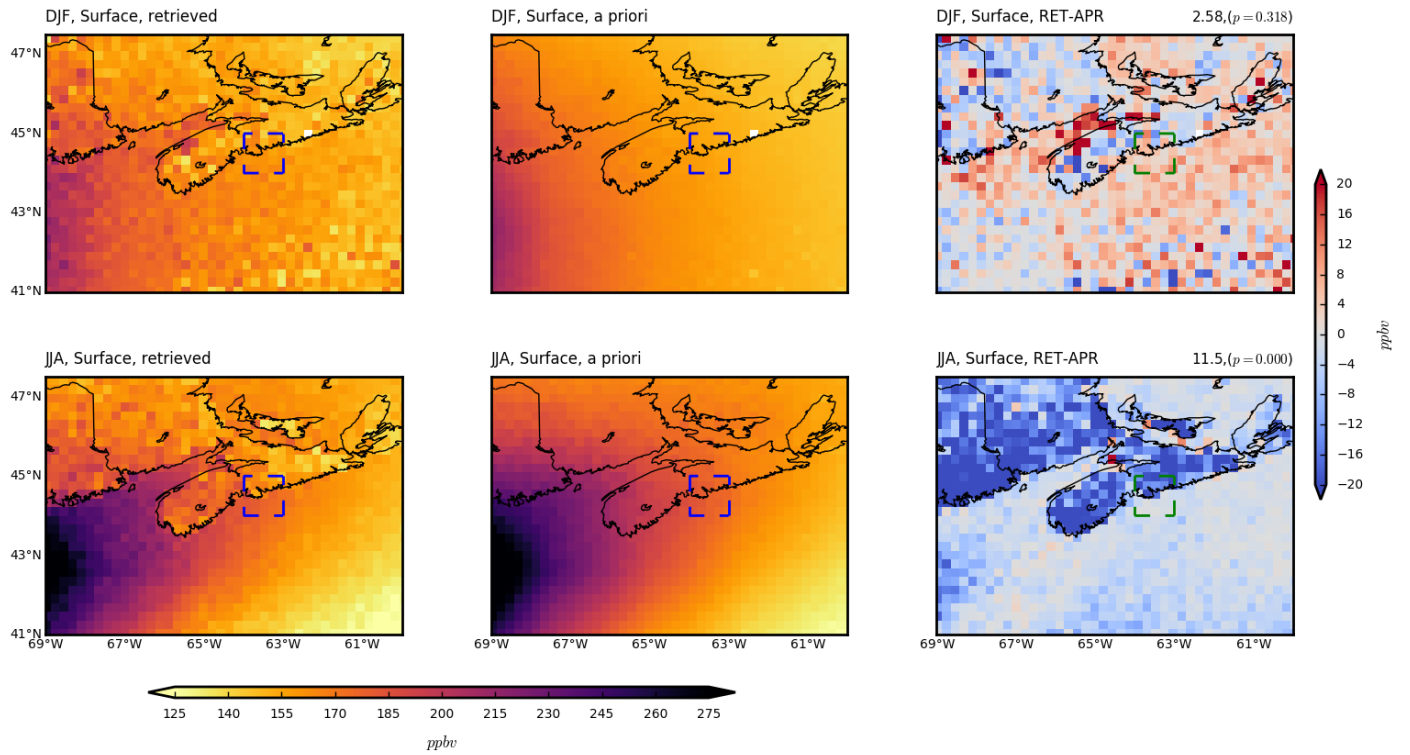 DJF, Surface, retrieved
DJF, Surface, a priori
DJF, Surface, RET-APR 2.58,(p = 0.318)
47°N
45°N
43°N
41°N
JJA, Surface, retrieved
JJA, Surface, a priori
JJA, Surface, RET-APR 11.5,(p = 0.000)
47°N
45°N
43°N
41°N
69°W 67°W 65°W 63°W 61°W
69°W 67°W 65°W 63°W 61°W
69°W 67°W 65°W 63°W 61°W
20
16
12
8
4
0
−4
−8
−12
−16
−20
ppbv
125 140 155 170 185 200 215 230 245 260 275
ppbv